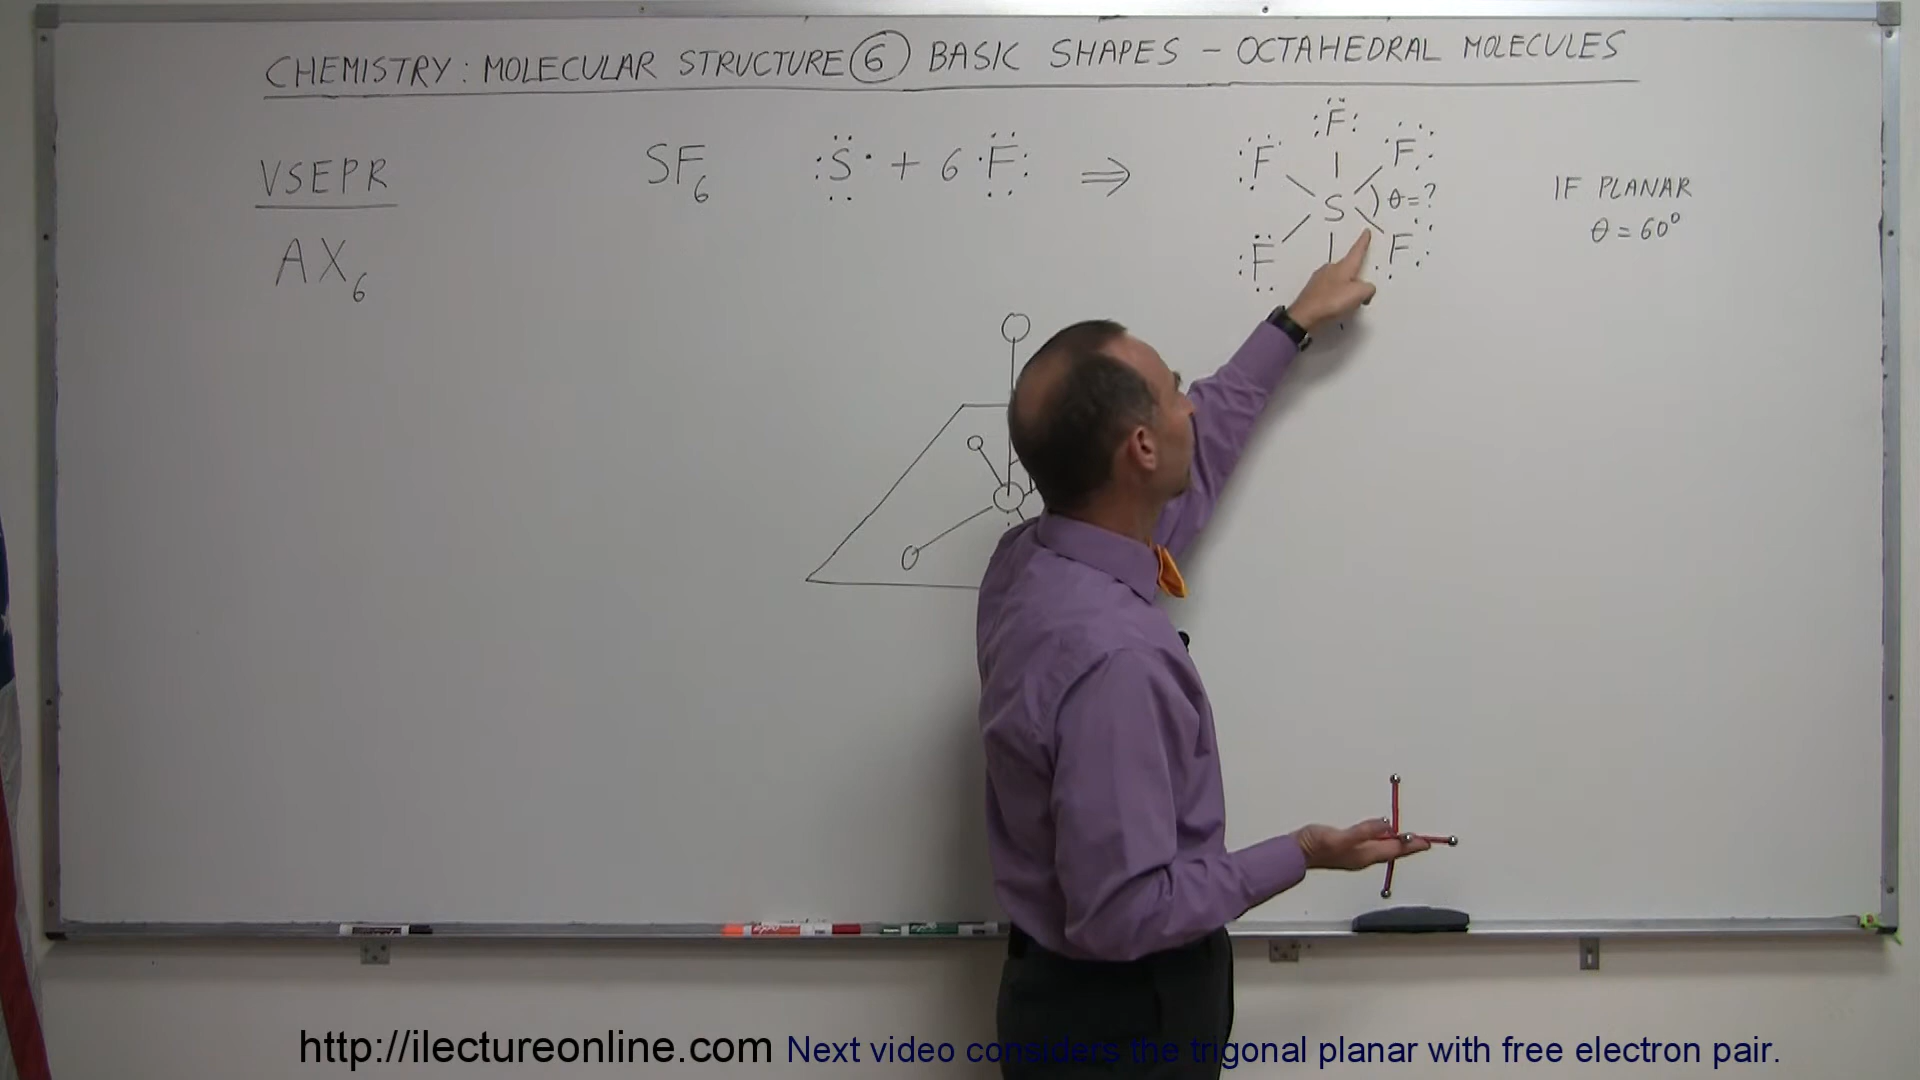 CHEMISTRY: MOLECULAR STRUCTURE 6 BASIC SHAPES - OCTAHEDRAL MOLECULES
VSEPR
AX₆
SF₆
:S· + 6 ·F: ⇒
F
F
F
S
θ=?
F
F
IF PLANAR
θ = 60°
http://ilectureonline.com Next video considers the trigonal planar with free electron pair.